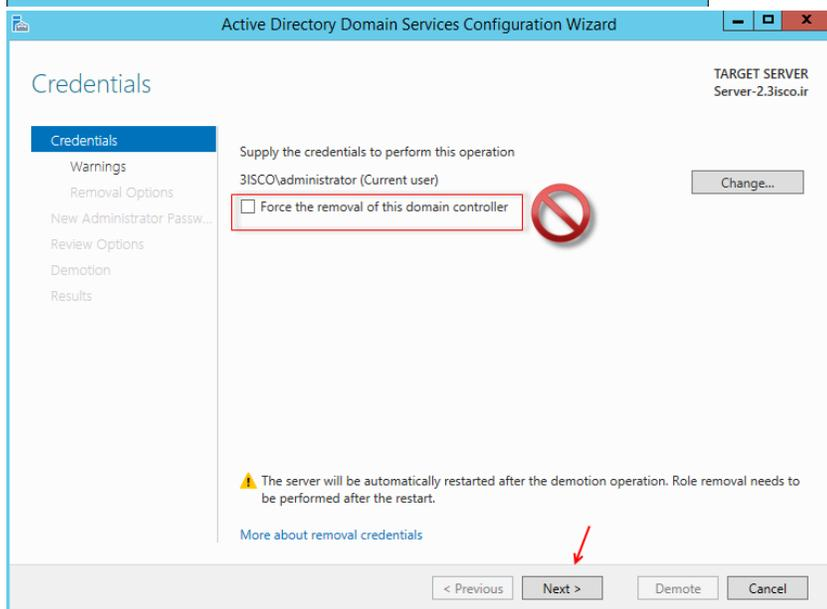 Active Directory Domain Services Configuration Wizard
Credentials
TARGET SERVER
Server-2.3isco.ir
Credentials
Warnings
Removal Options
New Administrator Passw...
Review Options
Demotion
Results
Supply the credentials to perform this operation
3ISCO\administrator (Current user)
Change...
Force the removal of this domain controller
The server will be automatically restarted after the demotion operation. Role removal needs to
be performed after the restart.
More about removal credentials
< Previous
Next >
Demote
Cancel